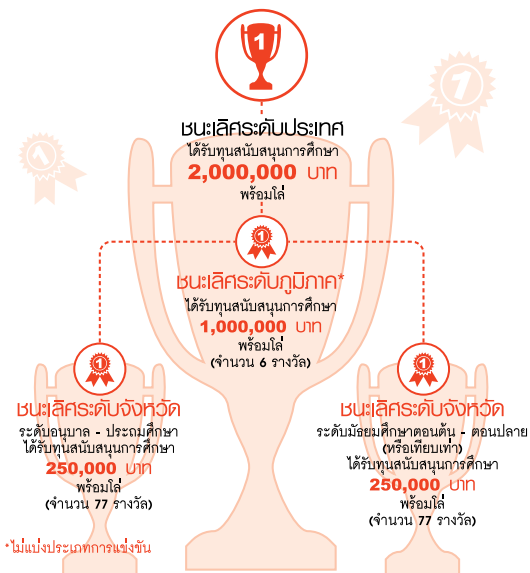 1
1
1
ชนะเลิศระดับประเทศ
ได้รับทุนสนับสนุนการศึกษา
2,000,000 บาท
พร้อมโล่
1
ชนะเลิศระดับภูมิภาค*
ได้รับทุนสนับสนุนการศึกษา
1,000,000 บาท
พร้อมโล่
(จำนวน 6 รางวัล)
1
ชนะเลิศระดับจังหวัด
ระดับอนุบาล - ประถมศึกษา
ได้รับทุนสนับสนุนการศึกษา
250,000 บาท
พร้อมโล่
(จำนวน 77 รางวัล)
1
ชนะเลิศระดับจังหวัด
ระดับมัธยมศึกษาตอนต้น - ตอนปลาย
(หรือเทียบเท่า)
ได้รับทุนสนับสนุนการศึกษา
250,000 บาท
พร้อมโล่
(จำนวน 77 รางวัล)
*ไม่แบ่งประเภทการแข่งขัน